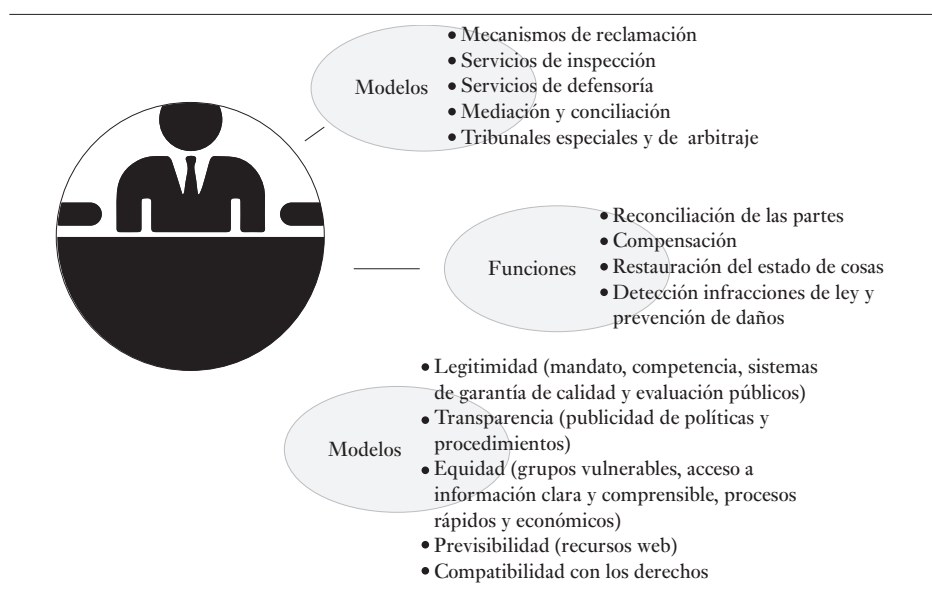 Modelos
• Mecanismos de reclamación
• Servicios de inspección
• Servicios de defensoría
• Mediación y conciliación
• Tribunales especiales y de arbitraje
Funciones
• Reconciliación de las partes
• Compensación
• Restauración del estado de cosas
• Detección infracciones de ley y
prevención de daños
Modelos
• Legitimidad (mandato, competencia, sistemas
de garantía de calidad y evaluación públicos)
• Transparencia (publicidad de políticas y
procedimientos)
• Equidad (grupos vulnerables, acceso a
información clara y comprensible, procesos
rápidos y económicos)
• Previsibilidad (recursos web)
• Compatibilidad con los derechos